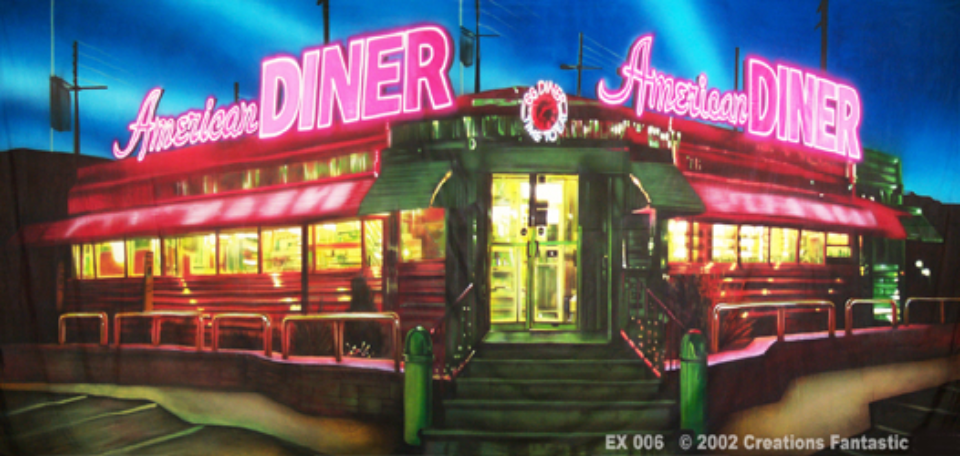 American DINER
American DINER
EX 006 © 2002 Creations Fantastic